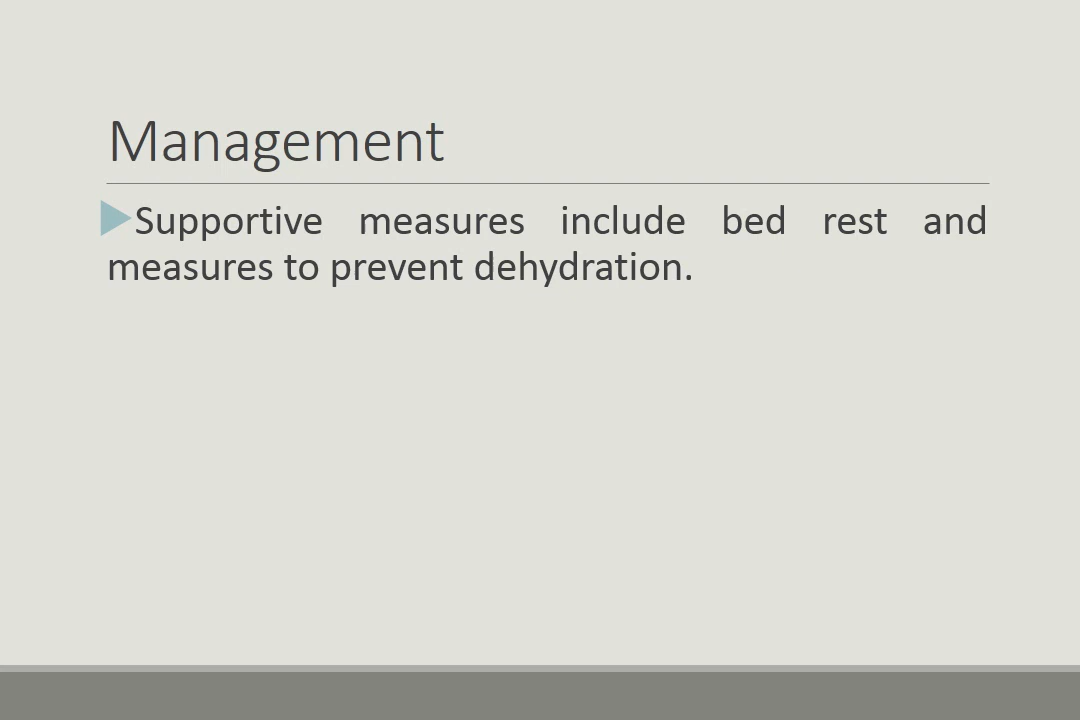 Management
Supportive measures include bed rest and
measures to prevent dehydration.